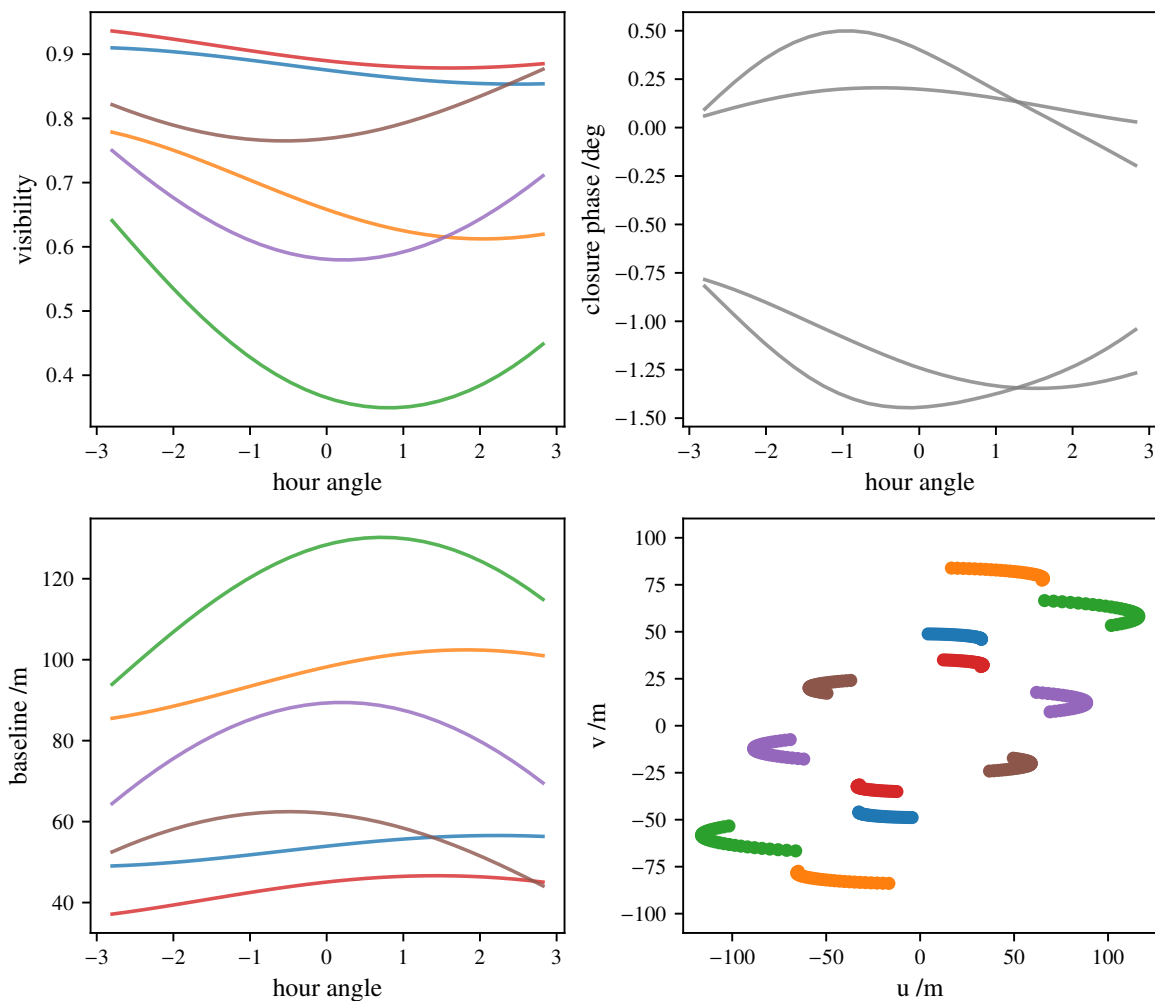 0.9
0.8
0.7
0.6
0.5
0.4
visibility
−3 −2 −1 0 1 2 3
hour angle
0.50
0.25
0.00
−0.25
−0.50
−0.75
−1.00
−1.25
−1.50
closure phase /deg
−3 −2 −1 0 1 2 3
hour angle
120
100
80
60
40
baseline /m
−3 −2 −1 0 1 2 3
hour angle
100
75
50
25
0
−25
−50
−75
−100
v /m
−100 −50 0 50 100
u /m